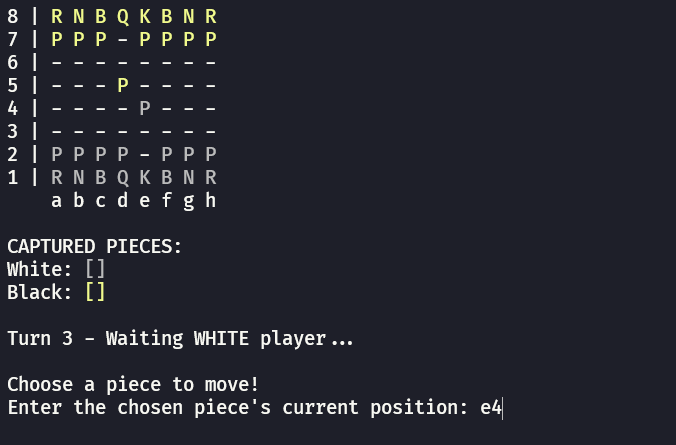 8 | R N B Q K B N R
7 | P P P - P P P P
6 | - - - - - - - -
5 | - - - P - - - -
4 | - - - - P - - -
3 | - - - - - - - -
2 | P P P P - P P P
1 | R N B Q K B N R
a b c d e f g h
CAPTURED PIECES:
White: []
Black: []
Turn 3 - Waiting WHITE player...
Choose a piece to move!
Enter the chosen piece's current position: e4